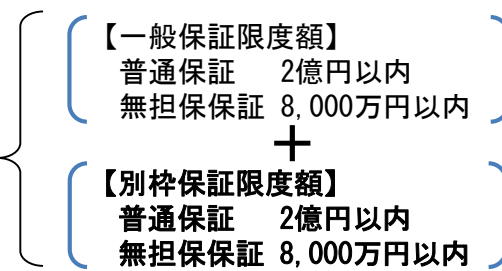 【一般保証限度額】
普通保証 2億円以内
無担保保証 8,000万円以内
＋
【別枠保証限度額】
普通保証 2億円以内
無担保保証 8,000万円以内